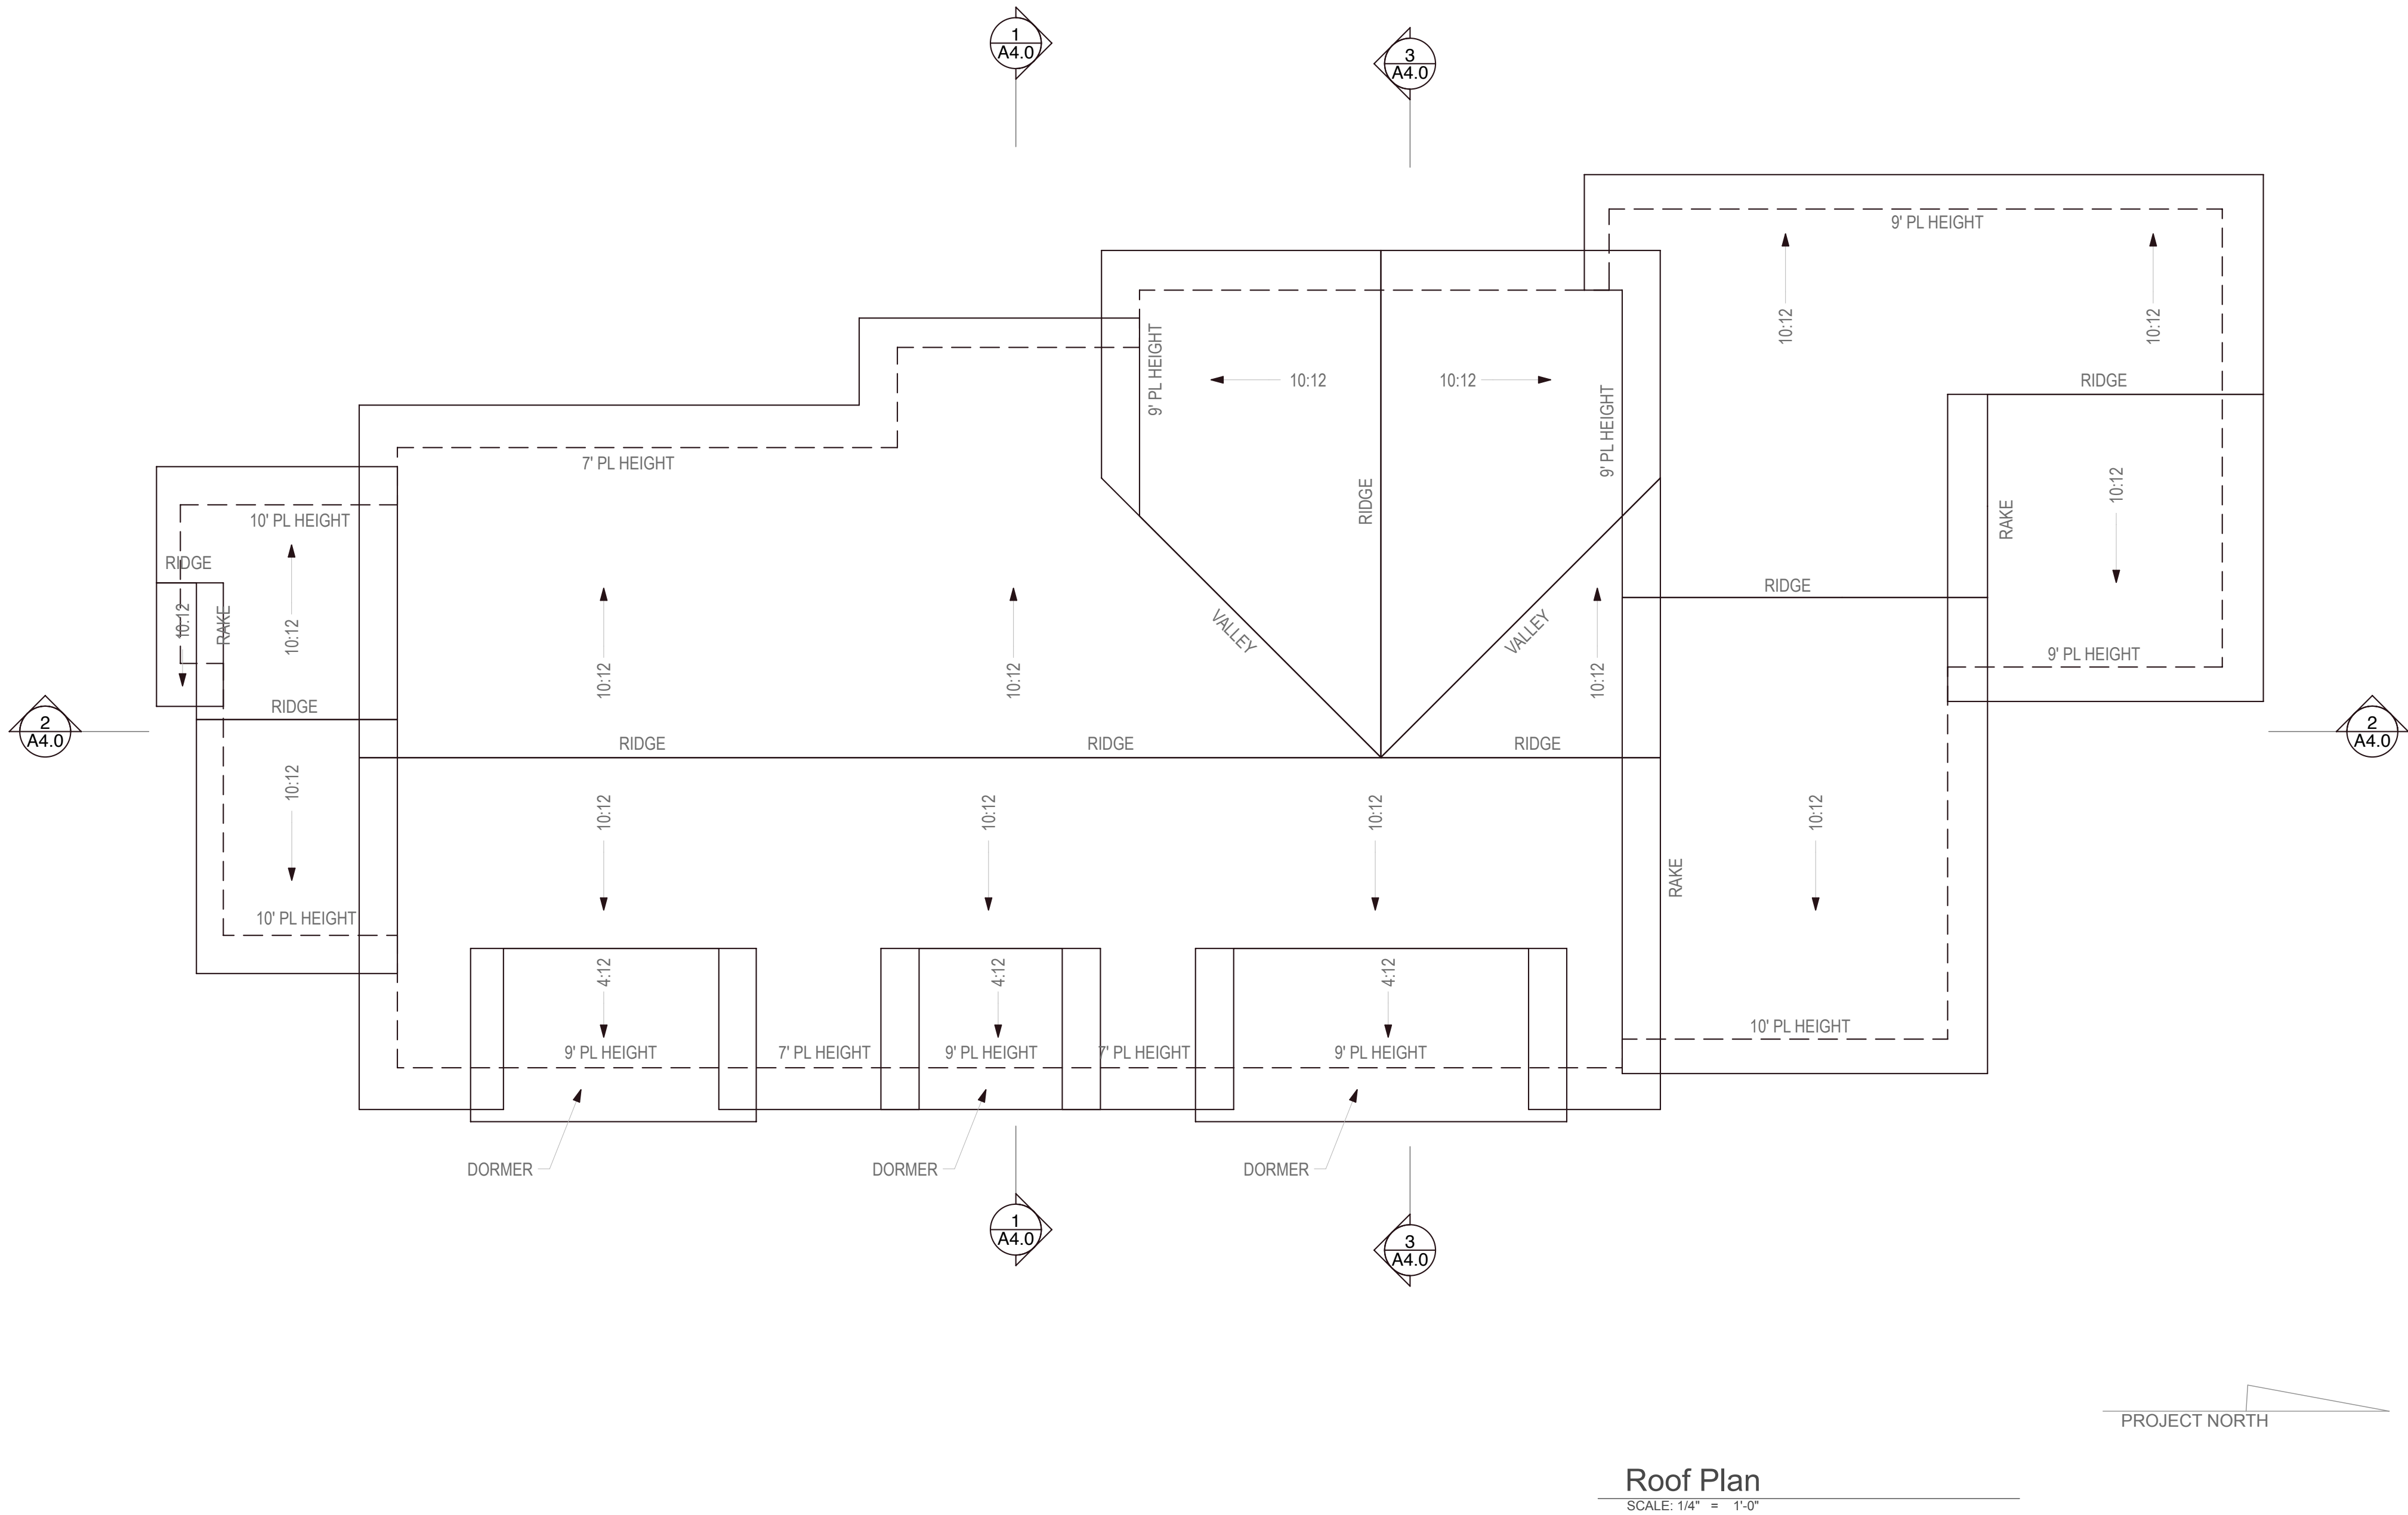 1
A4.0
3
A4.0
9' PL HEIGHT
10:12
10:12
9' PL HEIGHT
10:12
10:12
RIDGE
9' PL HEIGHT
7' PL HEIGHT
RIDGE
10:12
RAKE
10' PL HEIGHT
RIDGE
10:12
RAKE
10:12
VALLEY
VALLEY
RIDGE
9' PL HEIGHT
10:12
10:12
10:12
RIDGE
2
A4.0
RIDGE
RIDGE
RIDGE
2
A4.0
10:12
10:12
10:12
10:12
10:12
RAKE
10' PL HEIGHT
4:12
4:12
4:12
10' PL HEIGHT
9' PL HEIGHT
7' PL HEIGHT
9' PL HEIGHT
7' PL HEIGHT
9' PL HEIGHT
DORMER
DORMER
DORMER
1
A4.0
3
A4.0
PROJECT NORTH
Roof Plan
SCALE: 1/4" = 1'-0"